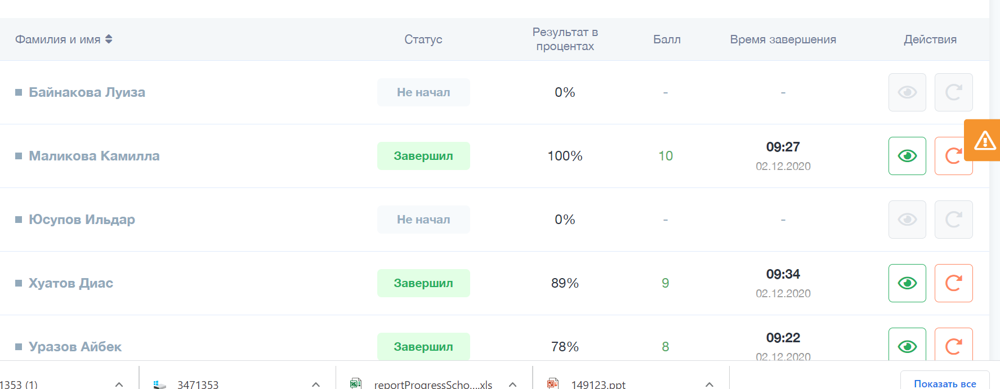 Фамилия и имя
Статус
Результат в
процентах
Балл
Время завершения
Действия
Байнакова Луиза
Не начал
0%
-
-
Маликова Камилла
Завершил
100%
10
09:27
02.12.2020
Юсупов Ильдар
Не начал
0%
-
-
Хуатов Диас
Завершил
89%
9
09:34
02.12.2020
Уразов Айбек
Завершил
78%
8
09:22
02.12.2020
1353 (1)
3471353
reportProgressScho....xls
149123.ppt
Показать все